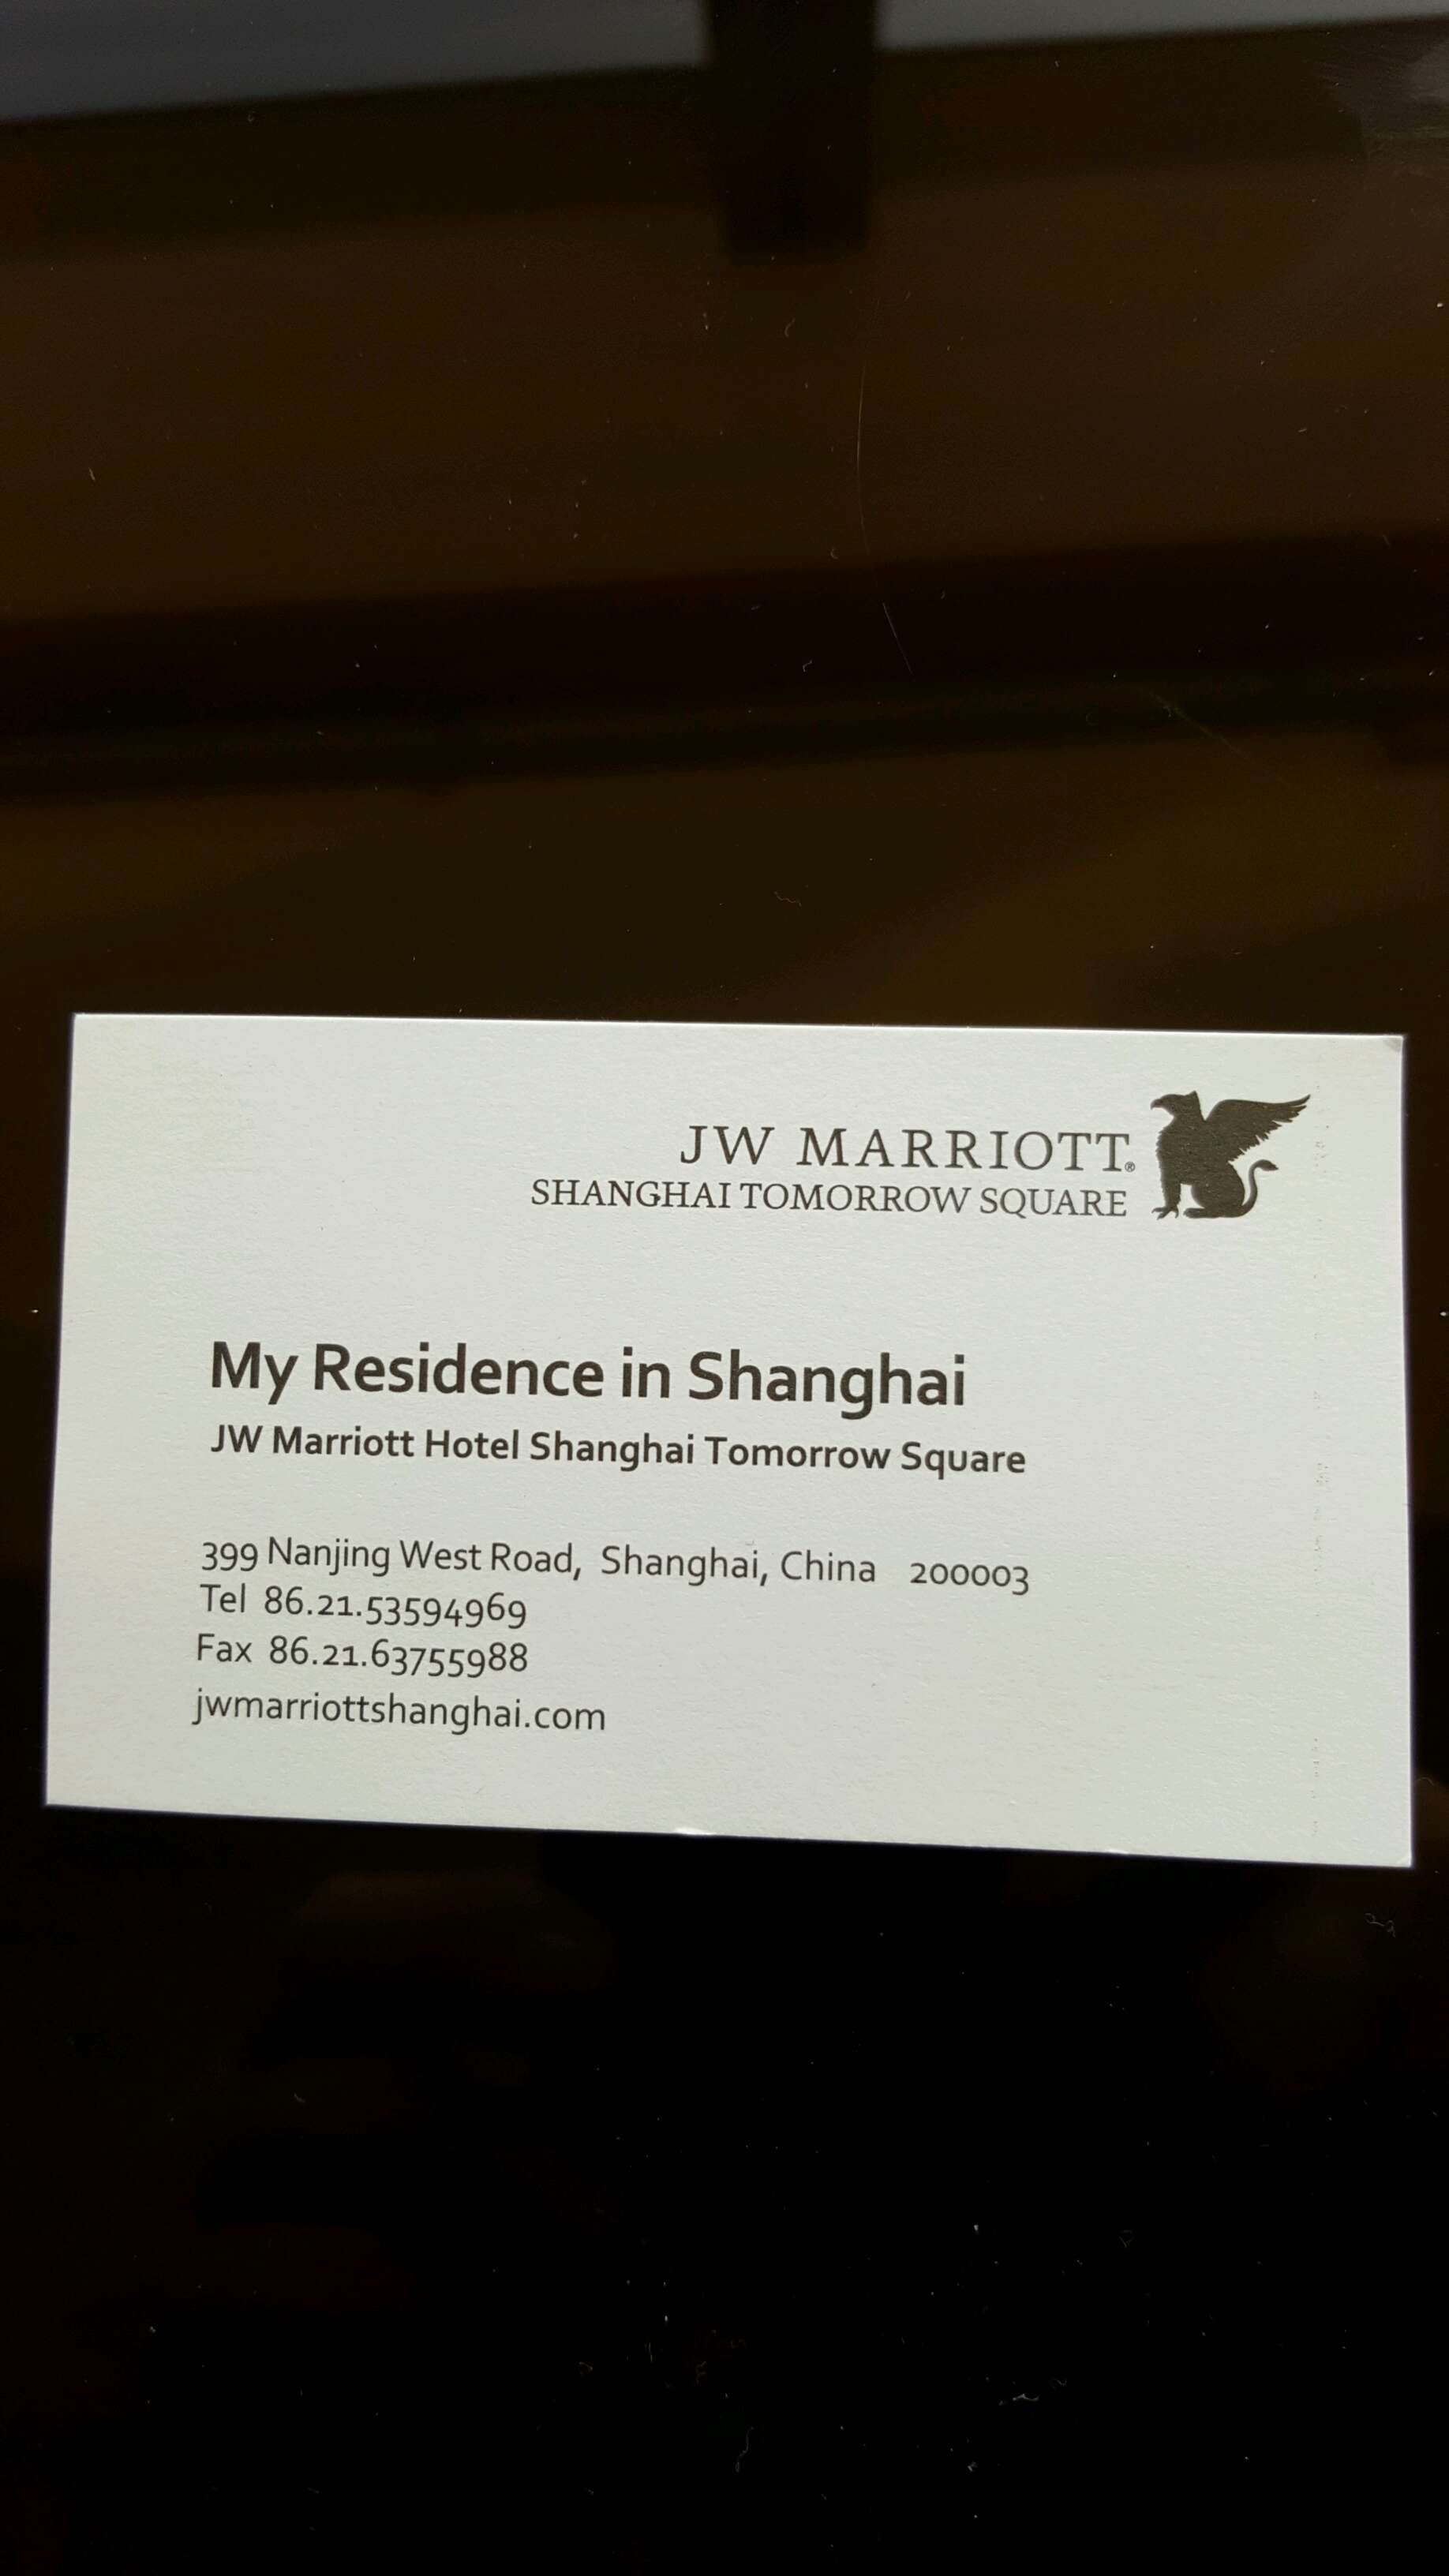 JW MARRIOTT®
SHANGHAI TOMORROW SQUARE
My Residence in Shanghai
JW Marriott Hotel Shanghai Tomorrow Square
399 Nanjing West Road, Shanghai, China 200003
Tel 86.21.53594969
Fax 86.21.63755988
jwmarriottshanghai.com